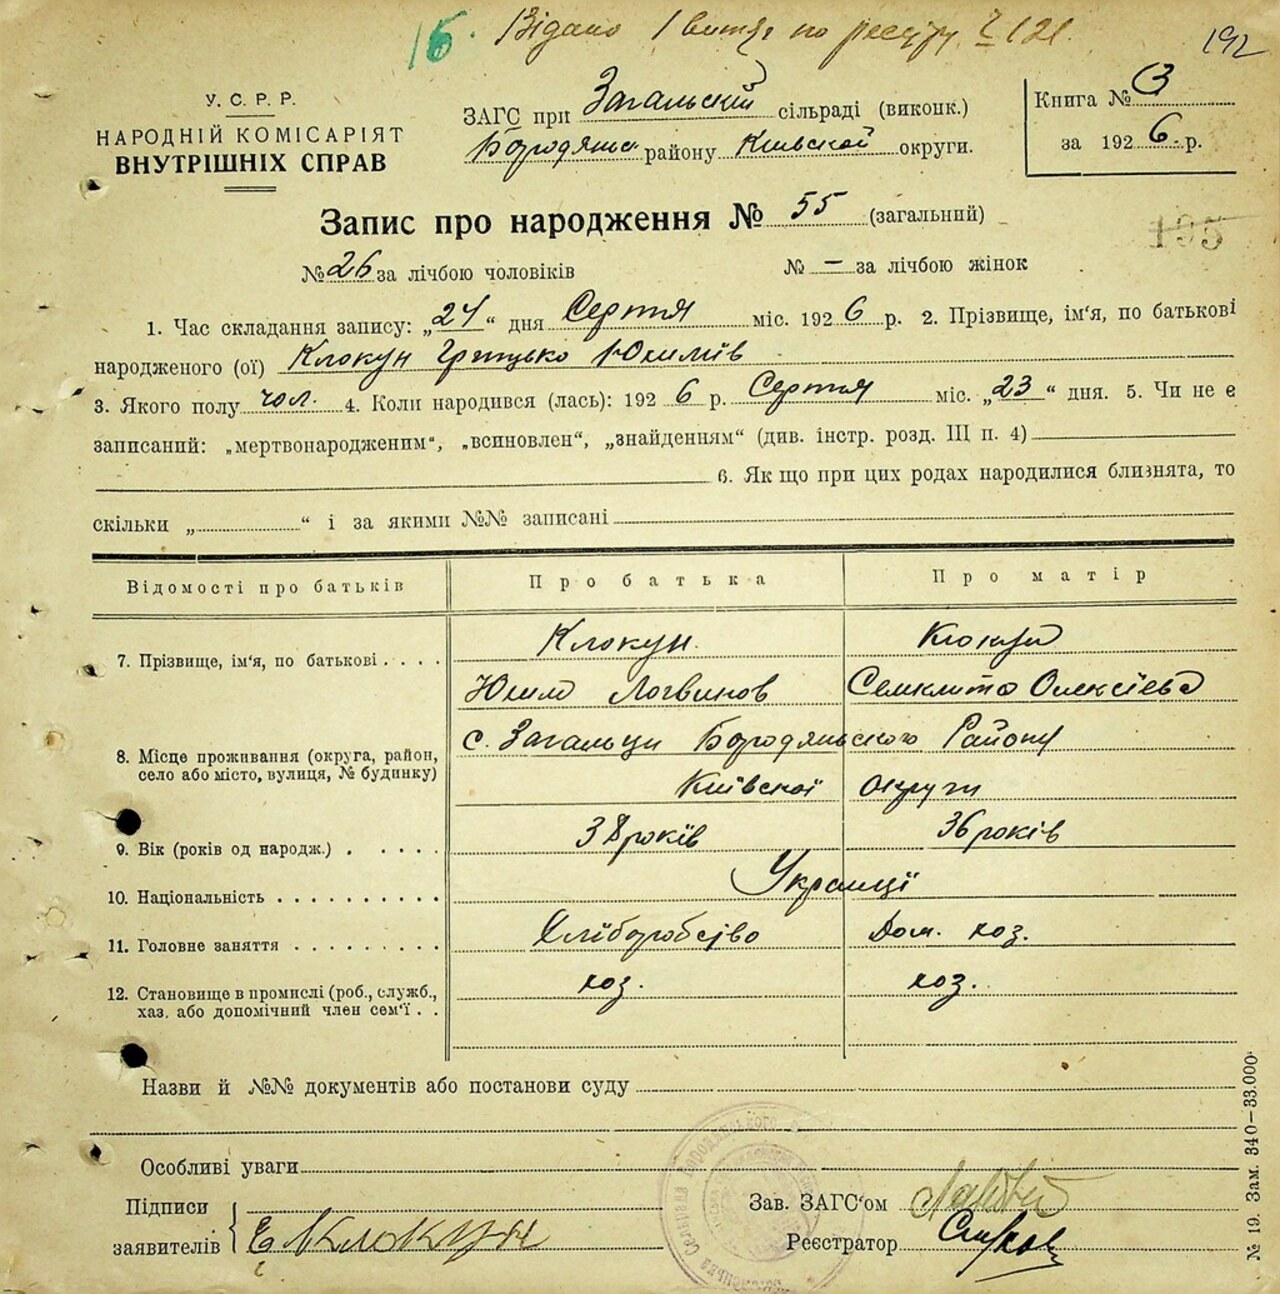 16. Видано 1 витяг по реєстру № 121.
192
У. С. Р. Р.
НАРОДНІЙ КОМІСАРІЯТ
ВНУТРІШНІХ СПРАВ
ЗАГС при Загальскій сільраді (виконк.)
Бородянс. району Київской округи.
Книга № 3
за 1926 р.
195
Запис про народження № 55 (загальний)
№ 26 за лічбою чоловіків № — за лічбою жінок
1. Час складання запису: „24“ дня Серпня міс. 1926 р. 2. Прізвище, ім'я, по батькові
народженого (ої) Клокун Грицько Юхимів
3. Якого полу чол. 4. Коли народився (лась): 1926 р. Серпня міс. „23“ дня. 5. Чи не є
записаний: „мертвонародженим“, „всиновлен“, „знайденням“ (див. інстр. розд. III п. 4)
6. Як що при цих родах народилися близнята, то
скільки „ “ і за якими №№ записані
Відомості про батьків Про батька Про матір
7. Прізвище, ім'я, по батькові . . . . Клокун. Клокун
Юхим Логвинов Олексієва
8. Місце проживання (округа, район, село або місто, вулиця, № будинку) с. Загальці Бородянського Району
Київскої округи
9. Вік (років од народж.) . . . . . 38 років 36 років
10. Національність . . . . . . . . . . Українці
11. Головне заняття . . . . . . . . . Хліборобство Дом. хоз.
12. Становище в промислі (роб., служб., хаз. або допомічний член сем'ї . . хоз. хоз.
Назви й №№ документів або постанови суду
Особливі уваги
Підписи
заявителів Клокун
Зав. ЗАГС'ом
Реєстратор
№ 19. Зам. 340—33.000.